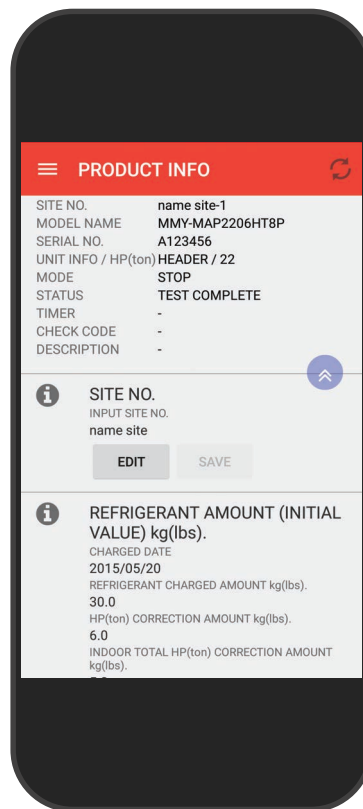 PRODUCT INFO
SITE NO. name site-1
MODEL NAME MMY-MAP2206HT8P
SERIAL NO. A123456
UNIT INFO / HP(ton) HEADER / 22
MODE STOP
STATUS TEST COMPLETE
TIMER -
CHECK CODE -
DESCRIPTION -
SITE NO.
INPUT SITE NO.
name site
EDIT SAVE
REFRIGERANT AMOUNT (INITIAL
VALUE) kg(lbs).
CHARGED DATE
2015/05/20
REFRIGERANT CHARGED AMOUNT kg(lbs).
30.0
HP(ton) CORRECTION AMOUNT kg(lbs).
6.0
INDOOR TOTAL HP(ton) CORRECTION AMOUNT
kg(lbs).